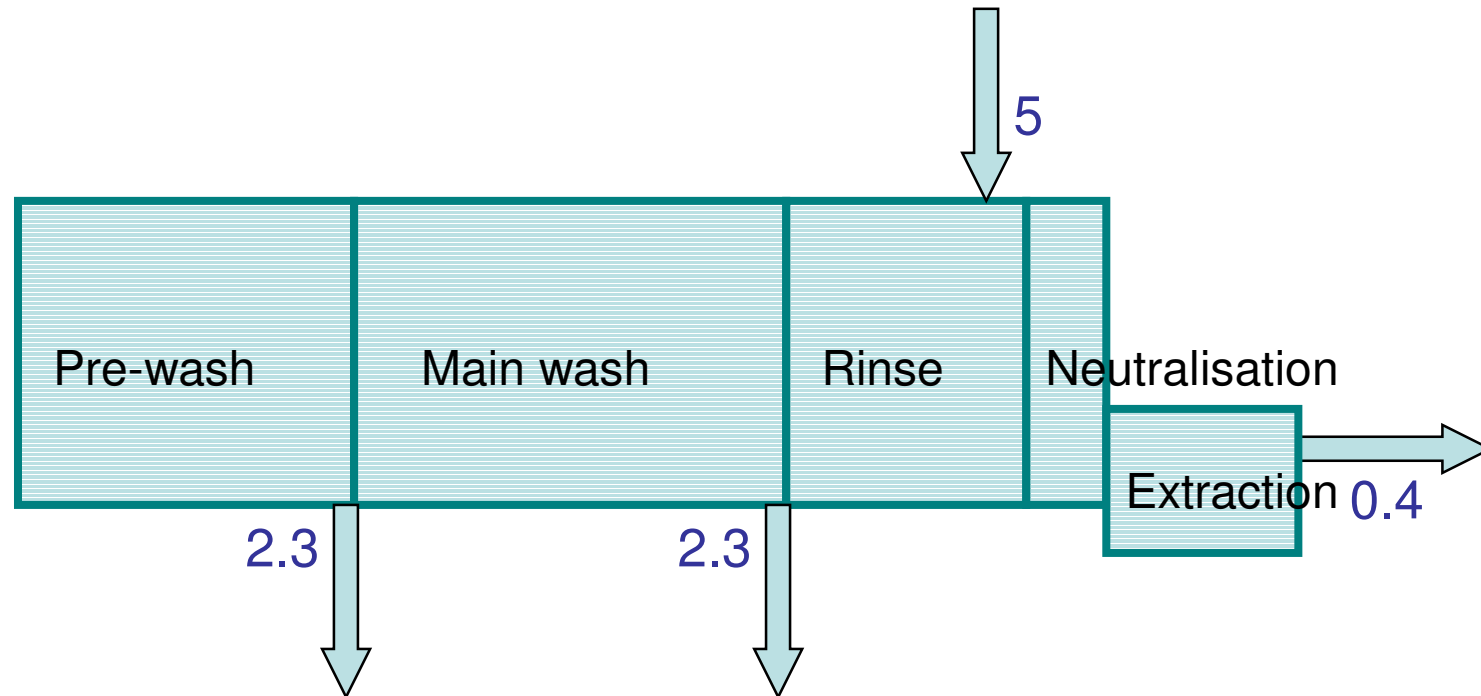 5
Pre-wash
Main wash
Rinse
Neutralisation
Extraction
0.4
2.3
2.3